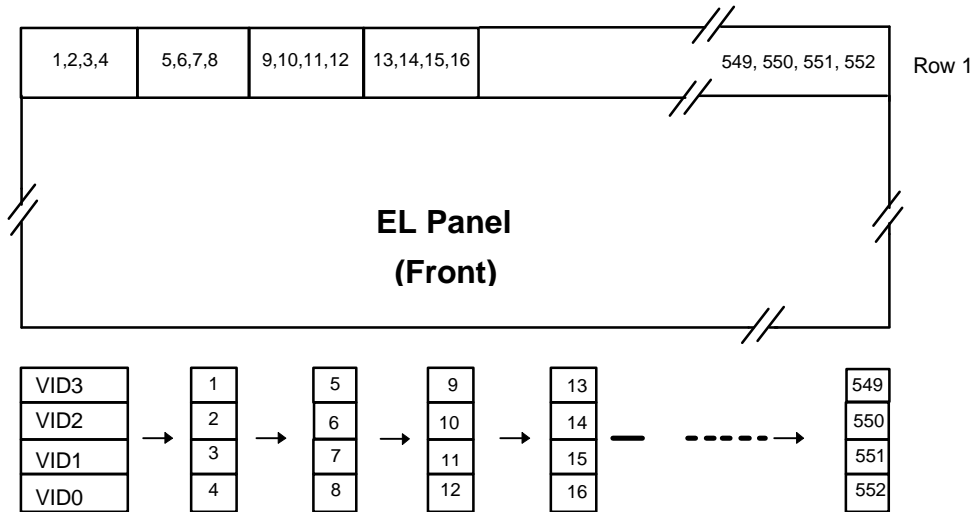 1,2,3,4 5,6,7,8 9,10,11,12 13,14,15,16 549, 550, 551, 552 Row 1
EL Panel
(Front)
VID3 1 5 9 13 549
VID2 2 6 10 14 550
VID1 3 7 11 15 551
VID0 4 8 12 16 552